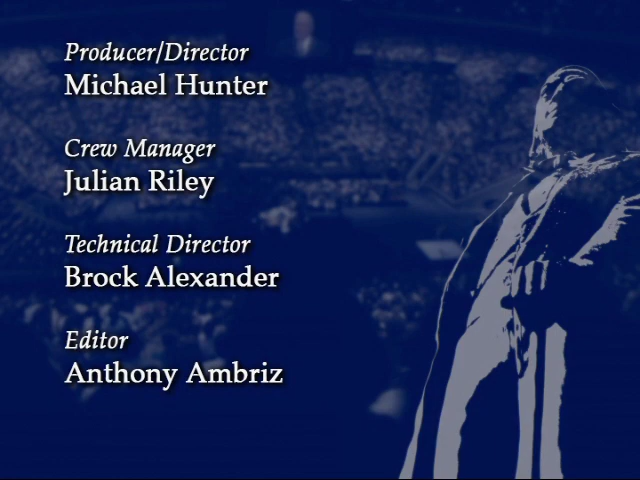 Producer/Director
Michael Hunter
Crew Manager
Julian Riley
Technical Director
Brock Alexander
Editor
Anthony Ambriz